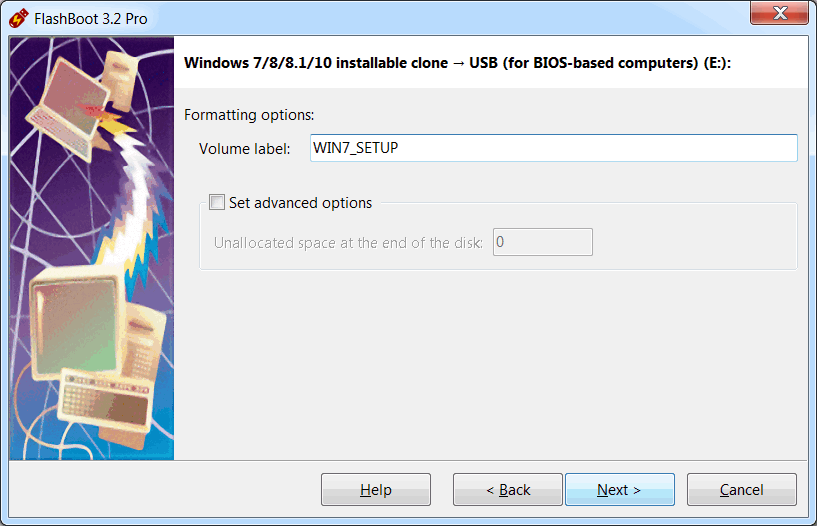 FlashBoot 3.2 Pro
Windows 7/8/8.1/10 installable clone → USB (for BIOS-based computers) (E:):
Formatting options:
Volume label: WIN7_SETUP
Set advanced options
Unallocated space at the end of the disk: 0
Help < Back Next > Cancel